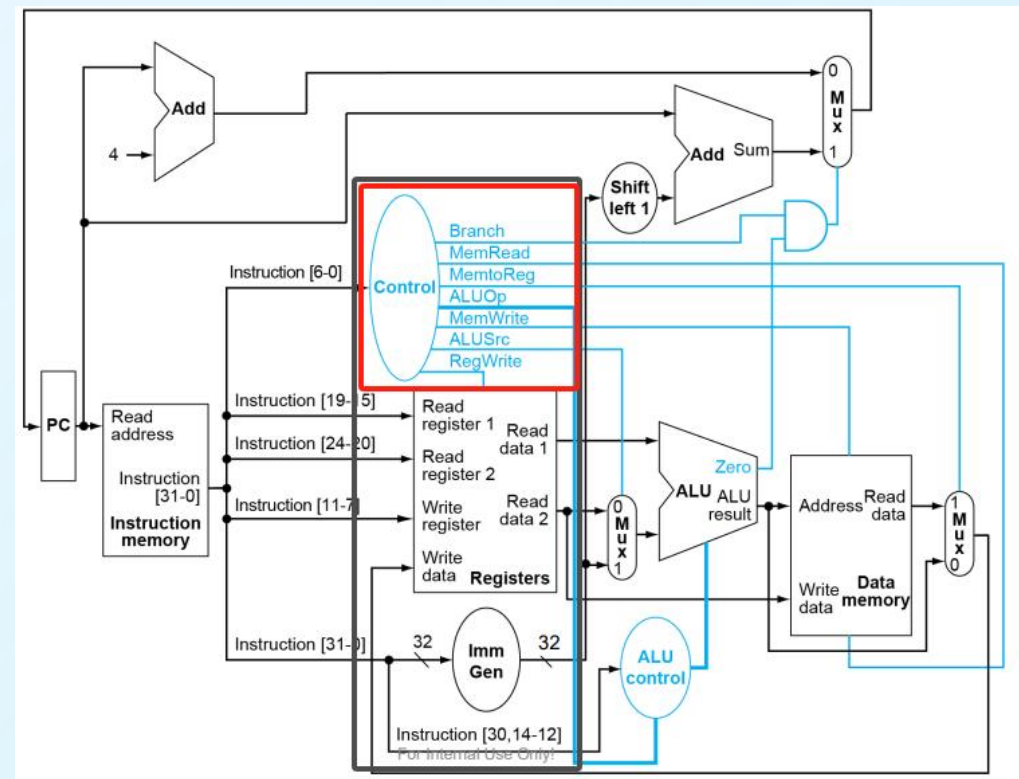 Add
4
0
Mux
1
Add Sum
Shift
left 1
Branch
MemRead
MemtoReg
ALUOp
MemWrite
ALUSrc
RegWrite
Control
Instruction [6-0]
PC
Read
address
Instruction
[31-0]
Instruction
memory
Instruction [19-15]
Instruction [24-20]
Instruction [11-7]
Instruction [31-0]
Read
register 1
Read
register 2
Write
register
Write
data
Read
data 1
Read
data 2
Registers
0
Mux
1
Zero
ALU
ALU
result
Address
Read
data
Write
data
Data
memory
1
Mux
0
32
Imm
Gen
32
ALU
control
Instruction [30,14-12]
For Internal Use Only!